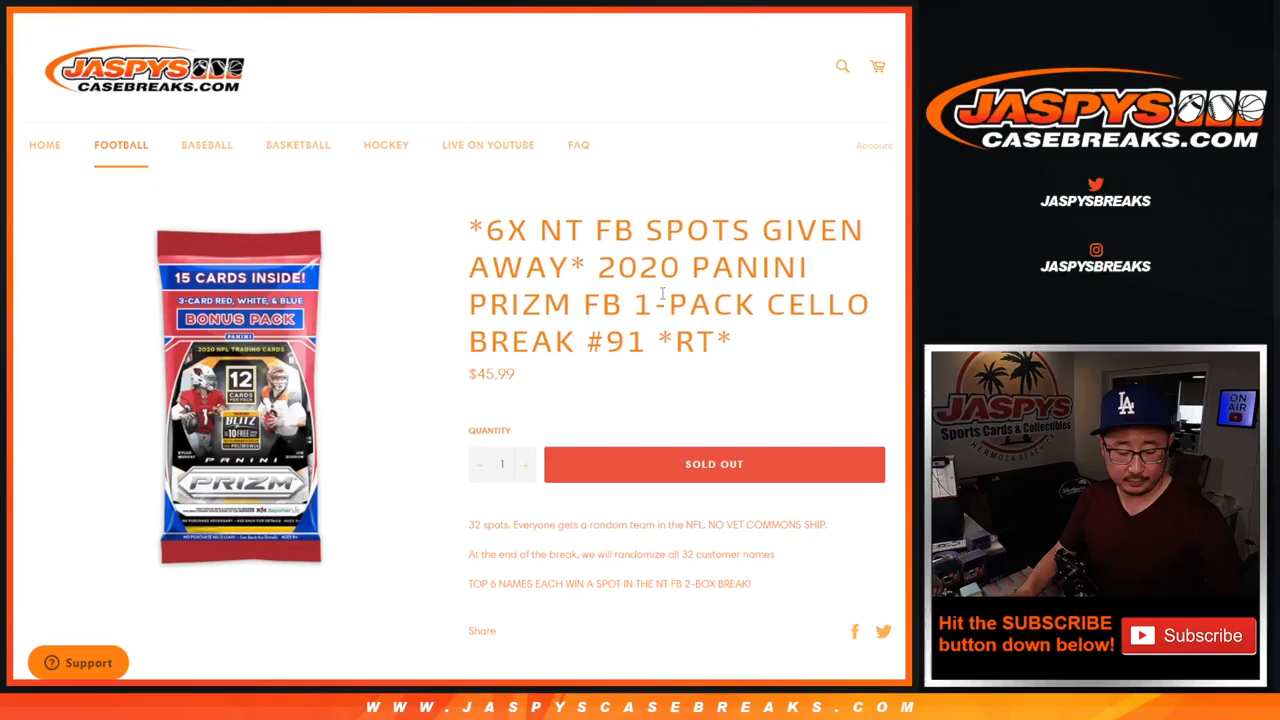 JASPYS
CASEBREAKS.COM
HOME
FOOTBALL
BASEBALL
BASKETBALL
HOCKEY
LIVE ON YOUTUBE
FAQ
Account
15 CARDS INSIDE!
3-CARD RED, WHITE, & BLUE
BONUS PACK
PANINI
2020 NFL TRADING CARDS
12
CARDS
PER PACK
BLITZ
PANINI
PRIZM
*6X NT FB SPOTS GIVEN
AWAY* 2020 PANINI
PRIZM FB 1-PACK CELLO
BREAK #91 *RT*
$45.99
QUANTITY
− 1 +
SOLD OUT
32 spots. Everyone gets a random team in the NFL. NO VET COMMONS SHIP.
At the end of the break, we will randomize all 32 customer names
TOP 6 NAMES EACH WIN A SPOT IN THE NT FB 2-BOX BREAK!
Share
Support
JASPYS
CASEBREAKS.COM
JASPYSBREAKS
JASPYSBREAKS
JASPYS
Sports Cards & Collectibles
HERMOSA BEACH
ON
AIR
LA
Hit the SUBSCRIBE
button down below!
Subscribe
WWW.JASPYSCASEBREAKS.COM